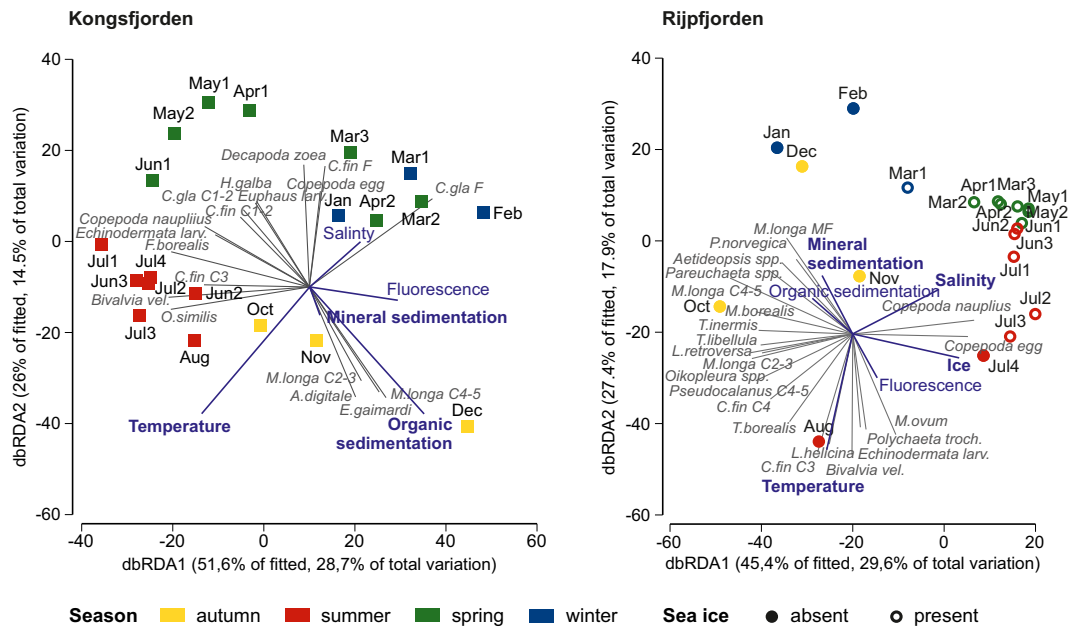 Kongsfjorden
40
20
0
-20
-40
-60
-40
-20
0
20
40
60
dbRDA2 (26% of fitted, 14.5% of total variation)
dbRDA1 (51,6% of fitted, 28,7% of total variation)
May1
Apr1
May2
Jun1
Mar3
Mar1
Jan
Apr2
Mar2
Feb
Jul1
Jul4
Jun3
Jul2
Jun2
Jul3
Aug
Oct
Nov
Dec
Decapoda zoea
C.fin F
H.galba
Copepoda egg
C.gla F
C.gla C1-2
Euphaus larv.
C.fin C1-2
Copepoda nauplius
Echinodermata larv.
F.borealis
C.fin C3
Bivalvia vel.
O.similis
M.longa C2-3
A.digitale
E.gaimardi
M.longa C4-5
Salinty
Fluorescence
Mineral sedimentation
Temperature
Organic
sedimentation
Rijpfjorden
40
20
0
-20
-40
-60
-60
-40
-20
0
20
dbRDA2 (27.4% of fitted, 17.9% of total variation)
dbRDA1 (45,4% of fitted, 29,6% of total variation)
Feb
Jan
Dec
Mar1
Apr1
Mar3
Mar2
May1
Apr2
May2
Jun2
Jun1
Jun3
Jul1
Jul2
Jul3
Jul4
Nov
Oct
Aug
M.longa MF
P.norvegica
Aetideopsis spp.
Pareuchaeta spp.
M.longa C4-5
M.borealis
T.inermis
T.libellula
L.retroversa
M.longa C2-3
Oikopleura spp.
Pseudocalanus C4-5
C.fin C4
T.borealis
L.helicina
C.fin C3
Bivalvia vel.
Echinodermata larv.
Polychaeta troch.
M.ovum
Copepoda nauplius
Copepoda egg
Mineral
sedimentation
Organic sedimentation
Salinity
Ice
Fluorescence
Temperature
Season autumn summer spring winter Sea ice absent present